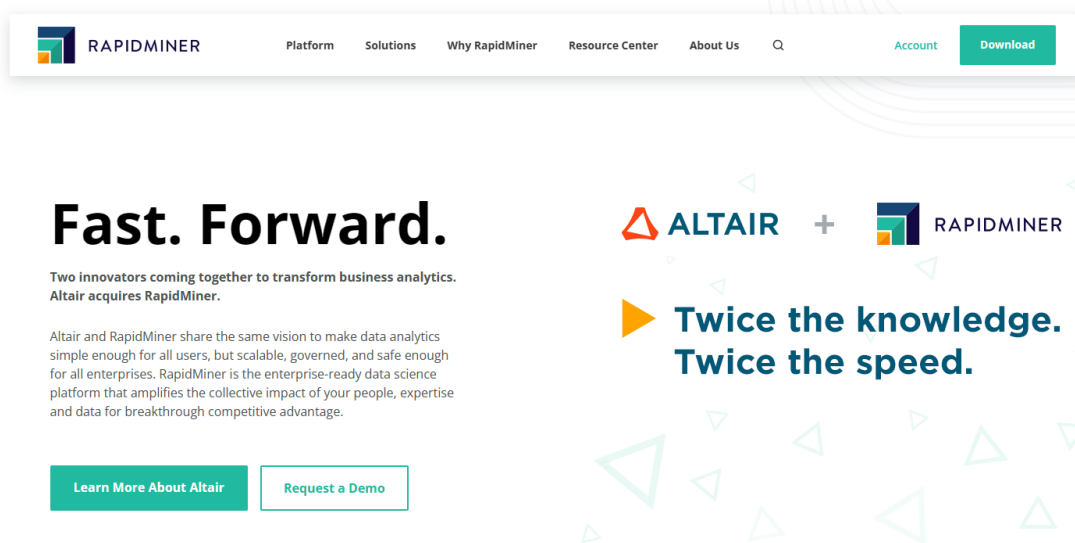 RAPIDMINER
Platform
Solutions
Why RapidMiner
Resource Center
About Us
Account
Download
Fast. Forward.
Two innovators coming together to transform business analytics.
Altair acquires RapidMiner.
Altair and RapidMiner share the same vision to make data analytics
simple enough for all users, but scalable, governed, and safe enough
for all enterprises. RapidMiner is the enterprise-ready data science
platform that amplifies the collective impact of your people, expertise
and data for breakthrough competitive advantage.
Learn More About Altair
Request a Demo
ALTAIR + RAPIDMINER
Twice the knowledge.
Twice the speed.